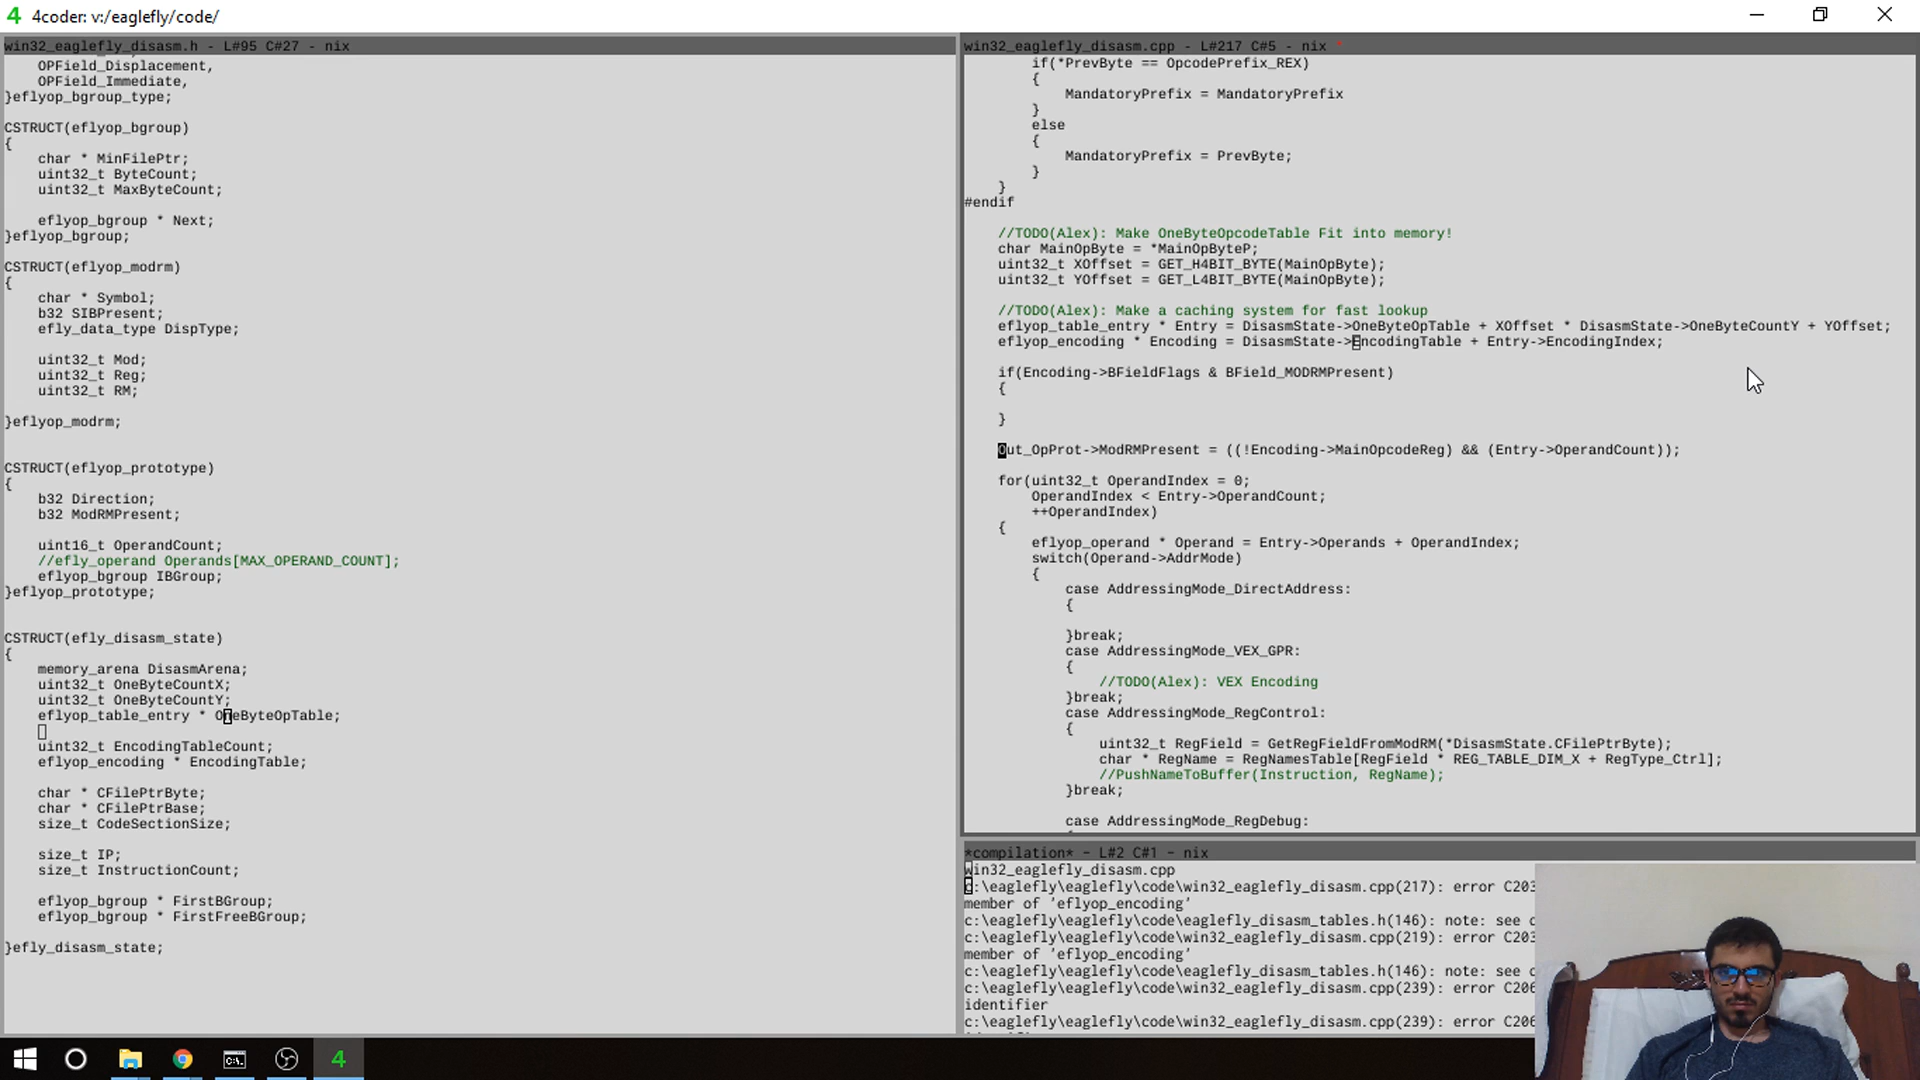 4 4coder: v:/eaglefly/code/
win32_eaglefly_disasm.h - L#95 C#27 - nix
OPField_Displacement,
OPField_Immediate,
}eflyop_bgroup_type;
CSTRUCT(eflyop_bgroup)
{
char * MinFilePtr;
uint32_t ByteCount;
uint32_t MaxByteCount;
eflyop_bgroup * Next;
}eflyop_bgroup;
CSTRUCT(eflyop_modrm)
{
char * Symbol;
b32 SIBPresent;
efly_data_type DispType;
uint32_t Mod;
uint32_t Reg;
uint32_t RM;
}eflyop_modrm;
CSTRUCT(eflyop_prototype)
{
b32 Direction;
b32 ModRMPresent;
uint16_t OperandCount;
//efly_operand Operands[MAX_OPERAND_COUNT];
eflyop_bgroup IBGroup;
}eflyop_prototype;
CSTRUCT(efly_disasm_state)
{
memory_arena DisasmArena;
uint32_t OneByteCountX;
uint32_t OneByteCountY;
eflyop_table_entry * OneByteOpTable;
uint32_t EncodingTableCount;
eflyop_encoding * EncodingTable;
char * CFilePtrByte;
char * CFilePtrBase;
size_t CodeSectionSize;
size_t IP;
size_t InstructionCount;
eflyop_bgroup * FirstBGroup;
eflyop_bgroup * FirstFreeBGroup;
}efly_disasm_state;
win32_eaglefly_disasm.cpp - L#217 C#5 - nix *
if(*PrevByte == OpcodePrefix_REX)
{
MandatoryPrefix = MandatoryPrefix
}
else
{
MandatoryPrefix = PrevByte;
}
}
#endif
//TODO(Alex): Make OneByteOpcodeTable Fit into memory!
char MainOpByte = *MainOpByteP;
uint32_t XOffset = GET_H4BIT_BYTE(MainOpByte);
uint32_t YOffset = GET_L4BIT_BYTE(MainOpByte);
//TODO(Alex): Make a caching system for fast lookup
eflyop_table_entry * Entry = DisasmState->OneByteOpTable + XOffset * DisasmState->OneByteCountY + YOffset;
eflyop_encoding * Encoding = DisasmState->EncodingTable + Entry->EncodingIndex;
if(Encoding->BFieldFlags & BField_MODRMPresent)
{
}
Out_OpProt->ModRMPresent = ((!Encoding->MainOpcodeReg) && (Entry->OperandCount));
for(uint32_t OperandIndex = 0;
OperandIndex < Entry->OperandCount;
++OperandIndex)
{
eflyop_operand * Operand = Entry->Operands + OperandIndex;
switch(Operand->AddrMode)
{
case AddressingMode_DirectAddress:
{
}break;
case AddressingMode_VEX_GPR:
{
//TODO(Alex): VEX Encoding
}break;
case AddressingMode_RegControl:
{
uint32_t RegField = GetRegFieldFromModRM(*DisasmState.CFilePtrByte);
char * RegName = RegNamesTable[RegField * REG_TABLE_DIM_X + RegType_Ctrl];
//PushNameToBuffer(Instruction, RegName);
}break;
case AddressingMode_RegDebug:
*compilation* - L#2 C#1 - nix
win32_eaglefly_disasm.cpp
c:\eaglefly\eaglefly\code\win32_eaglefly_disasm.cpp(217): error C203
member of 'eflyop_encoding'
c:\eaglefly\eaglefly\code\eaglefly_disasm_tables.h(146): note: see
c:\eaglefly\eaglefly\code\win32_eaglefly_disasm.cpp(219): error C203
member of 'eflyop_encoding'
c:\eaglefly\eaglefly\code\eaglefly_disasm_tables.h(146): note: see
c:\eaglefly\eaglefly\code\win32_eaglefly_disasm.cpp(239): error C206
identifier
c:\eaglefly\eaglefly\code\win32_eaglefly_disasm.cpp(239): error C206
4